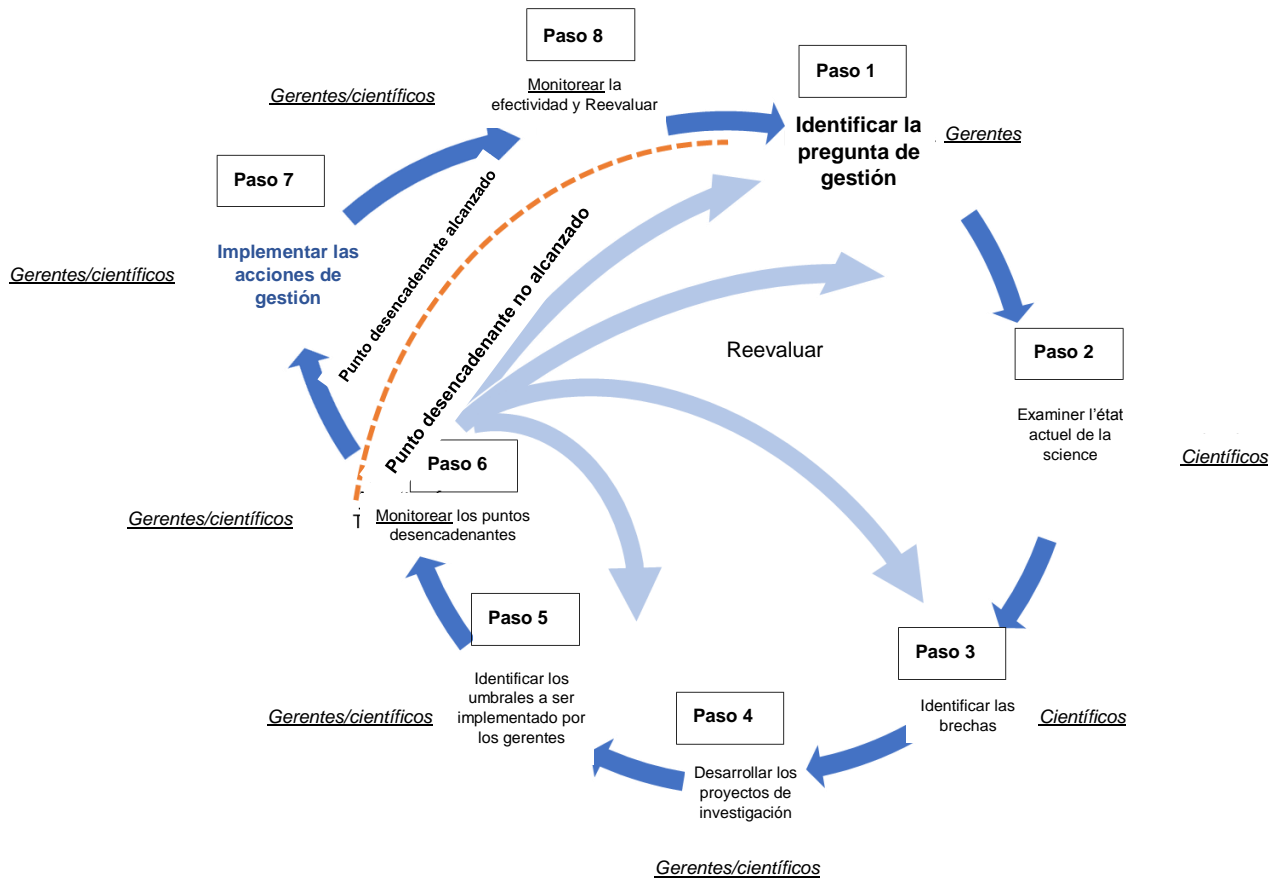 Paso 8
Monitorear la
efectividad y Reevaluar
Gerentes/científicos
Paso 1
Identificar la
pregunta de
gestión
Gerentes
Paso 2
Examiner l'état
actuel de la
science
Científicos
Paso 3
Identificar las
brechas
Científicos
Paso 4
Desarrollar los
proyectos de
investigación
Gerentes/científicos
Paso 5
Identificar los
umbrales a ser
implementado por
los gerentes
Gerentes/científicos
Paso 6
Monitorear los puntos
desencadenantes
Gerentes/científicos
Paso 7
Implementar las
acciones de
gestión
Gerentes/científicos
Punto desencadenante alcanzado
Punto desencadenante no alcanzado
Reevaluar